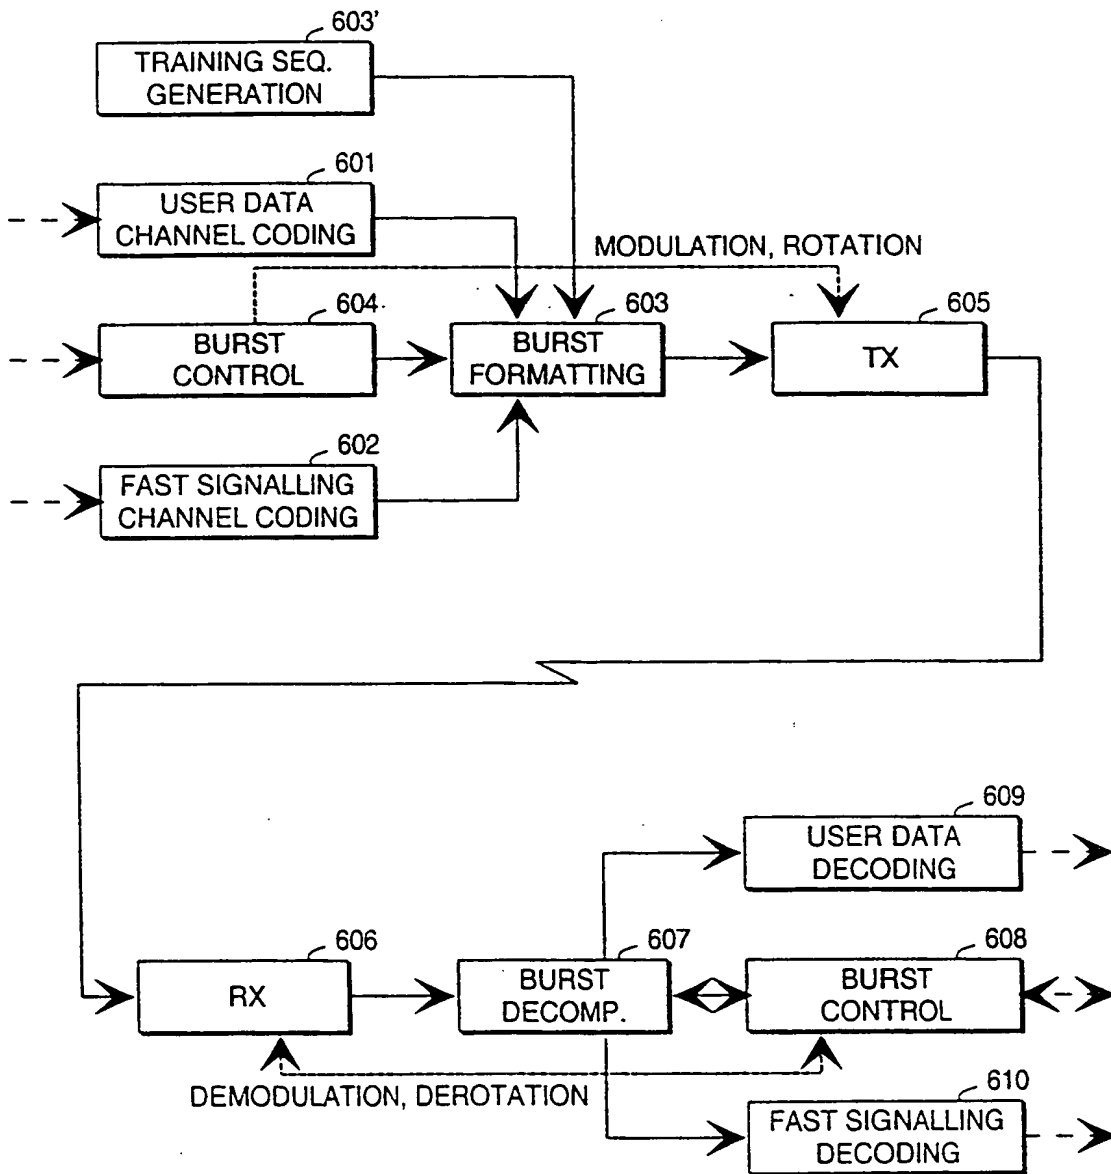 603'
TRAINING SEQ.
GENERATION
601
USER DATA
CHANNEL CODING
MODULATION, ROTATION
604
BURST
CONTROL
603
BURST
FORMATTING
605
TX
602
FAST SIGNALLING
CHANNEL CODING
609
USER DATA
DECODING
606
RX
607
BURST
DECOMP.
608
BURST
CONTROL
DEMODULATION, DEROTATION
610
FAST SIGNALLING
DECODING